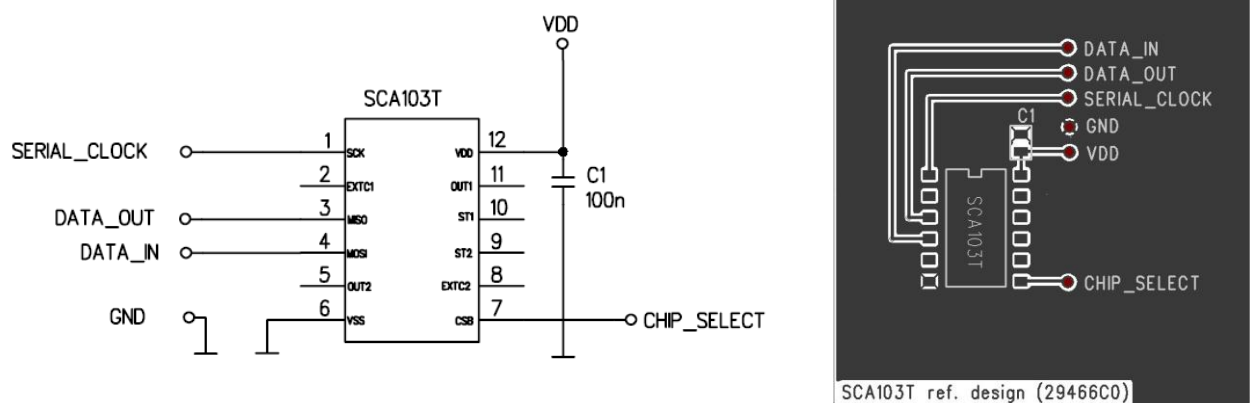 VDD
SCA103T
SERIAL_CLOCK
1
SCK
VDD
12
2
EXTC1
OUT1
11
C1
100n
DATA_OUT
3
MISO
ST1
10
DATA_IN
4
MOSI
ST2
9
5
OUT2
EXTC2
8
GND
6
VSS
CSB
7
CHIP_SELECT
DATA_IN
DATA_OUT
SERIAL_CLOCK
C1
GND
VDD
SCA103T
CHIP_SELECT
SCA103T ref. design (29466C0)